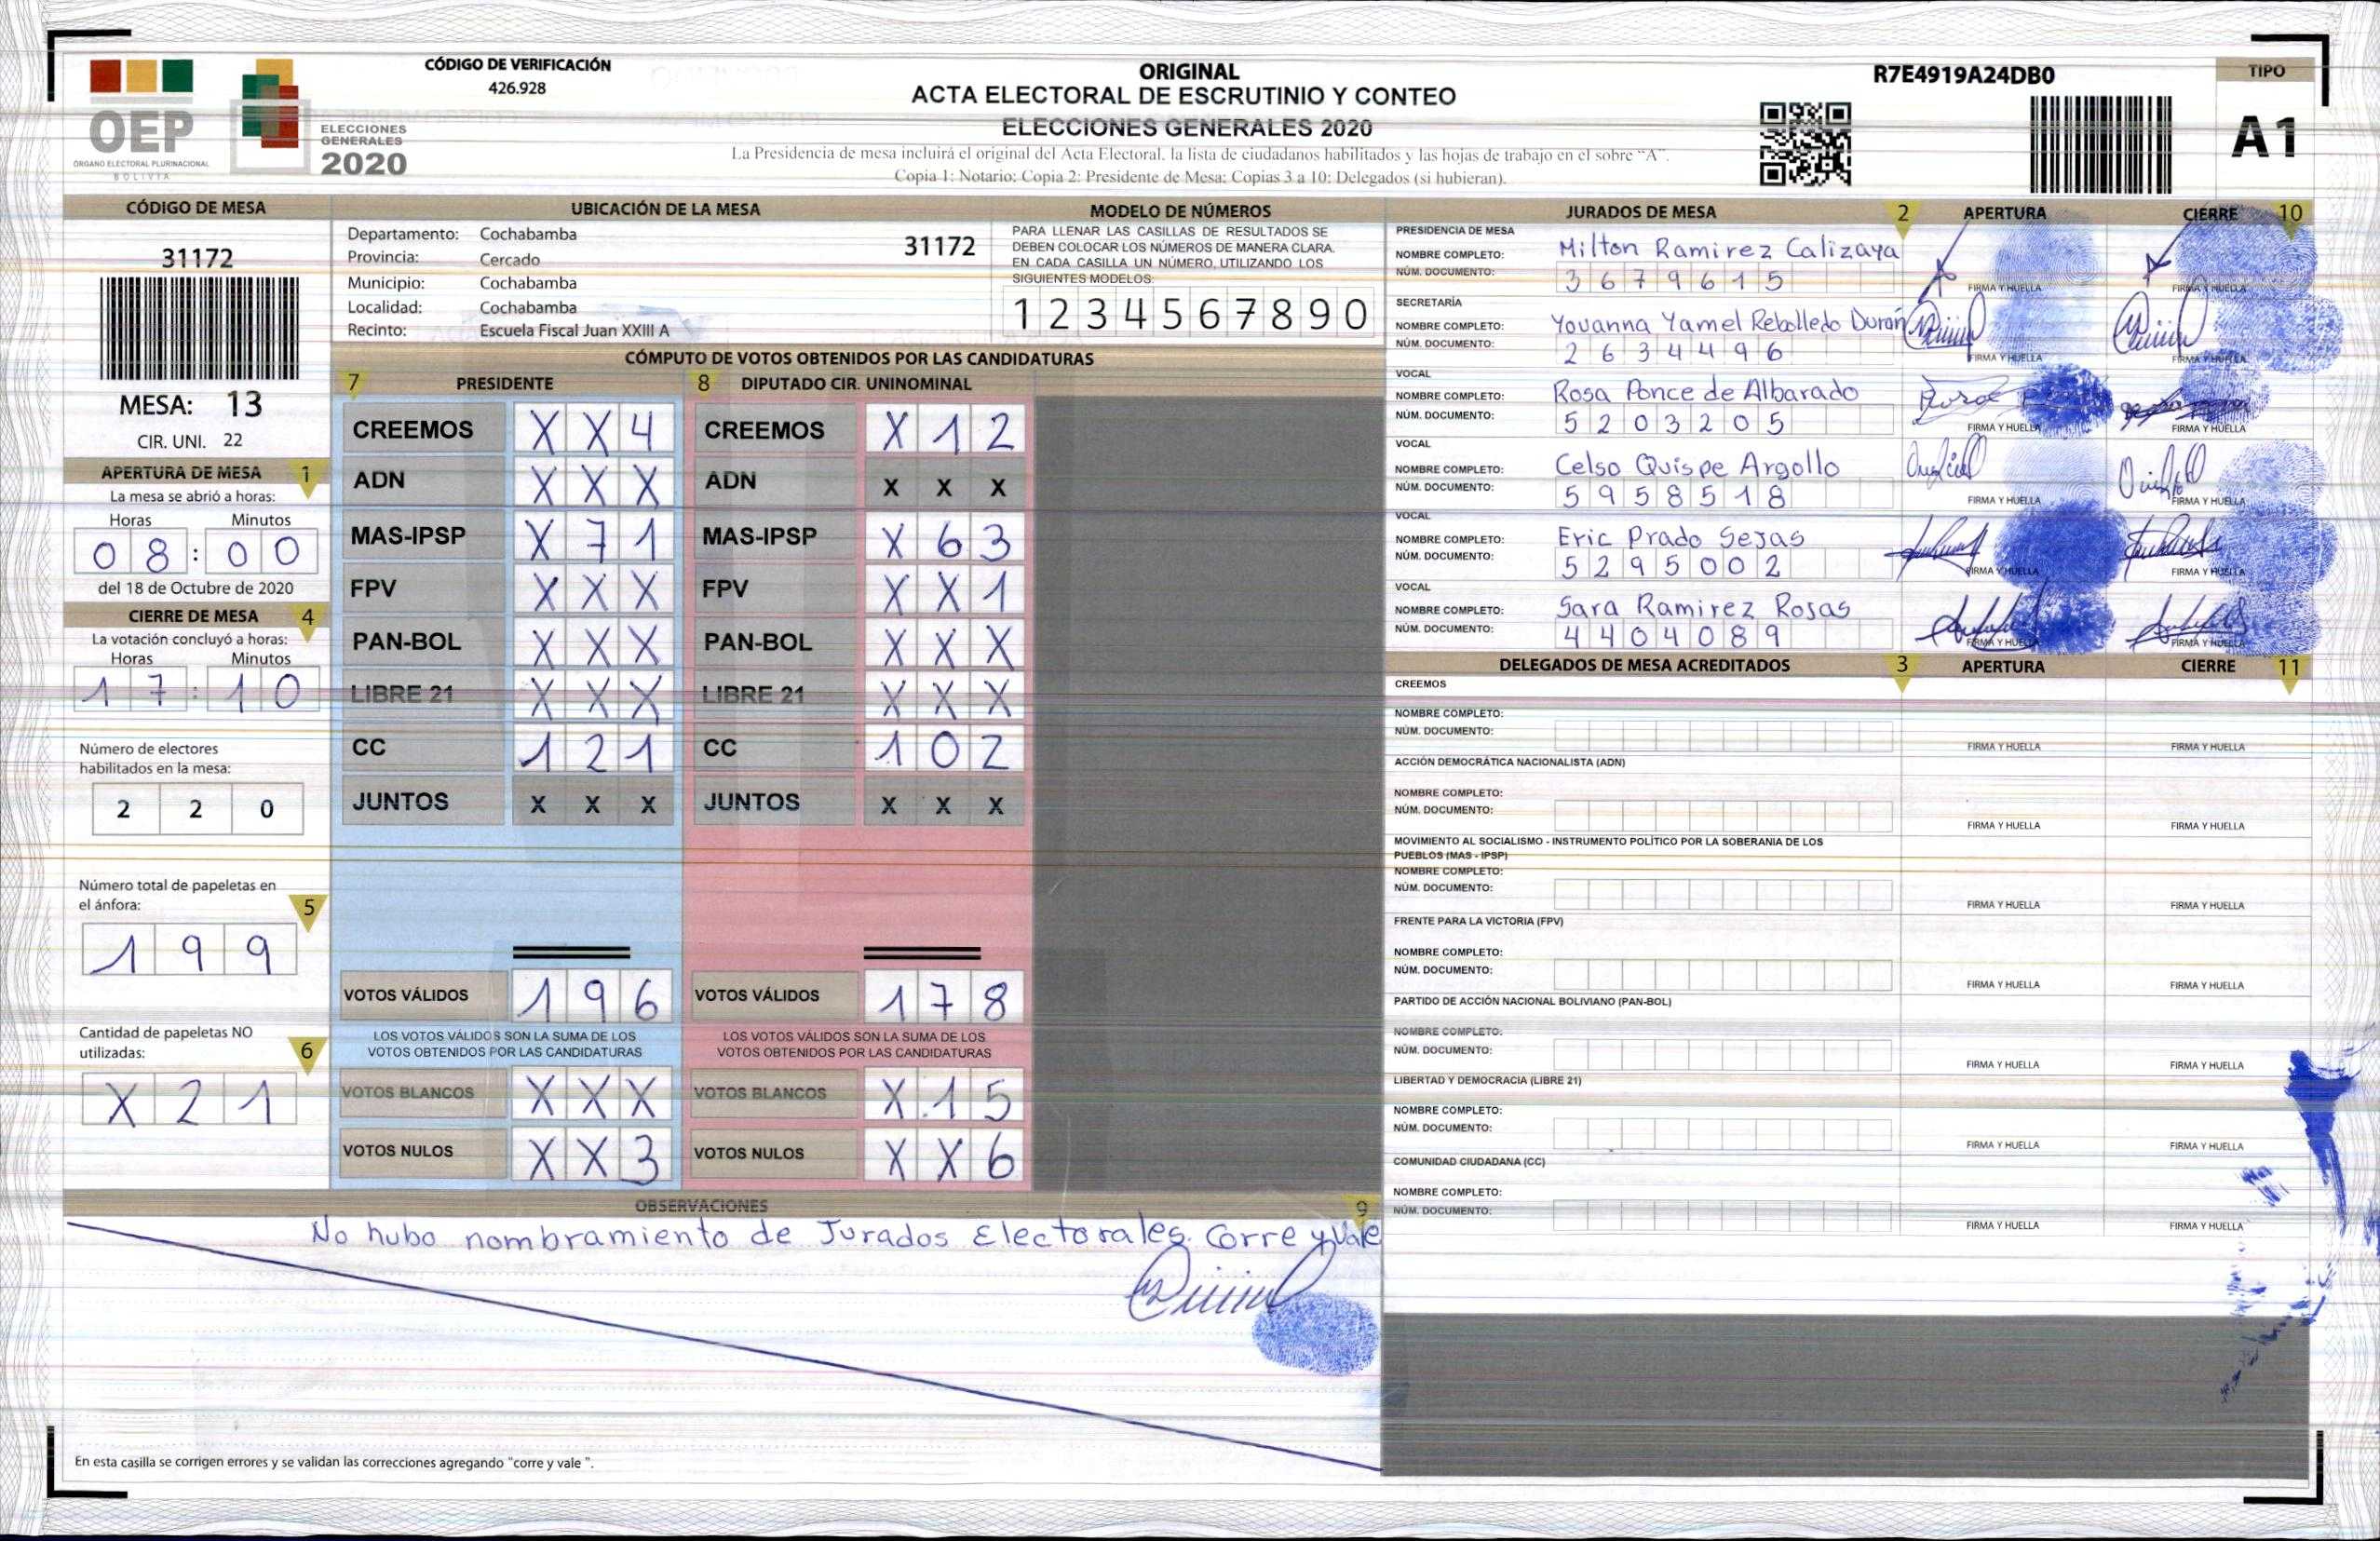 OEP
ÓRGANO ELECTORAL PLURINACIONAL
BOLIVIA
ELECCIONES
GENERALES
2020
CÓDIGO DE VERIFICACIÓN
426.928
ORIGINAL
ACTA ELECTORAL DE ESCRUTINIO Y CONTEO
ELECCIONES GENERALES 2020
La Presidencia de mesa incluirá el original del Acta Electoral, la lista de ciudadanos habilitados y las hojas de trabajo en el sobre “A”.
Copia 1: Notario; Copia 2: Presidente de Mesa; Copias 3 a 10: Delegados (si hubieran).
R7E4919A24DB0
TIPO
A1
CÓDIGO DE MESA
31172
MESA: 13
CIR. UNI. 22
APERTURA DE MESA 1
La mesa se abrió a horas:
Horas Minutos
0 8 : 0 0
del 18 de Octubre de 2020
CIERRE DE MESA 4
La votación concluyó a horas:
Horas Minutos
1 7 : 1 0
Número de electores
habilitados en la mesa:
2 2 0
Número total de papeletas en
el ánfora: 5
1 9 9
Cantidad de papeletas NO
utilizadas: 6
X 2 1
UBICACIÓN DE LA MESA
Departamento: Cochabamba
Provincia: Cercado
Municipio: Cochabamba
Localidad: Cochabamba
Recinto: Escuela Fiscal Juan XXIII A
31172
MODELO DE NÚMEROS
PARA LLENAR LAS CASILLAS DE RESULTADOS SE
DEBEN COLOCAR LOS NÚMEROS DE MANERA CLARA.
EN CADA CASILLA UN NÚMERO, UTILIZANDO LOS
SIGUIENTES MODELOS:
1 2 3 4 5 6 7 8 9 0
CÓMPUTO DE VOTOS OBTENIDOS POR LAS CANDIDATURAS
7 PRESIDENTE 8 DIPUTADO CIR. UNINOMINAL
CREEMOS X X 4 CREEMOS X 1 2
ADN X X X ADN X X X
MAS-IPSP X 7 1 MAS-IPSP X 6 3
FPV X X X FPV X X 1
PAN-BOL X X X PAN-BOL X X X
LIBRE 21 X X X LIBRE 21 X X X
CC 1 2 1 CC 1 0 2
JUNTOS X X X JUNTOS X X X
VOTOS VÁLIDOS 1 9 6 VOTOS VÁLIDOS 1 7 8
LOS VOTOS VÁLIDOS SON LA SUMA DE LOS LOS VOTOS VÁLIDOS SON LA SUMA DE LOS
VOTOS OBTENIDOS POR LAS CANDIDATURAS VOTOS OBTENIDOS POR LAS CANDIDATURAS
VOTOS BLANCOS X X X VOTOS BLANCOS X 1 5
VOTOS NULOS X X 3 VOTOS NULOS X X 6
OBSERVACIONES 9
No hubo nombramiento de Jurados Electorales. Corre y Vale
En esta casilla se corrigen errores y se validan las correcciones agregando "corre y vale ".
JURADOS DE MESA 2 APERTURA CIERRE 10
PRESIDENCIA DE MESA
NOMBRE COMPLETO: Milton Ramirez Calizaya
NÚM. DOCUMENTO: 3 6 7 9 6 1 5 FIRMA Y HUELLA FIRMA Y HUELLA
SECRETARÍA
NOMBRE COMPLETO: Yovanna Yamel Rebolledo Durán
NÚM. DOCUMENTO: 2 6 3 4 4 9 6 FIRMA Y HUELLA FIRMA Y HUELLA
VOCAL
NOMBRE COMPLETO: Rosa Ponce de Albarado
NÚM. DOCUMENTO: 5 2 0 3 2 0 5 FIRMA Y HUELLA FIRMA Y HUELLA
VOCAL
NOMBRE COMPLETO: Celso Quispe Argollo
NÚM. DOCUMENTO: 5 9 5 8 5 1 8 FIRMA Y HUELLA FIRMA Y HUELLA
VOCAL
NOMBRE COMPLETO: Eric Prado Sejas
NÚM. DOCUMENTO: 5 2 9 5 0 0 2 FIRMA Y HUELLA FIRMA Y HUELLA
VOCAL
NOMBRE COMPLETO: Sara Ramirez Rosas
NÚM. DOCUMENTO: 4 4 0 4 0 8 9 FIRMA Y HUELLA FIRMA Y HUELLA
DELEGADOS DE MESA ACREDITADOS 3 APERTURA CIERRE 11
CREEMOS
NOMBRE COMPLETO:
NÚM. DOCUMENTO: FIRMA Y HUELLA FIRMA Y HUELLA
ACCIÓN DEMOCRÁTICA NACIONALISTA (ADN)
NOMBRE COMPLETO:
NÚM. DOCUMENTO: FIRMA Y HUELLA FIRMA Y HUELLA
MOVIMIENTO AL SOCIALISMO - INSTRUMENTO POLÍTICO POR LA SOBERANIA DE LOS
PUEBLOS (MAS - IPSP)
NOMBRE COMPLETO:
NÚM. DOCUMENTO: FIRMA Y HUELLA FIRMA Y HUELLA
FRENTE PARA LA VICTORIA (FPV)
NOMBRE COMPLETO:
NÚM. DOCUMENTO: FIRMA Y HUELLA FIRMA Y HUELLA
PARTIDO DE ACCIÓN NACIONAL BOLIVIANO (PAN-BOL)
NOMBRE COMPLETO:
NÚM. DOCUMENTO: FIRMA Y HUELLA FIRMA Y HUELLA
LIBERTAD Y DEMOCRACIA (LIBRE 21)
NOMBRE COMPLETO:
NÚM. DOCUMENTO: FIRMA Y HUELLA FIRMA Y HUELLA
COMUNIDAD CIUDADANA (CC)
NOMBRE COMPLETO:
NÚM. DOCUMENTO: FIRMA Y HUELLA FIRMA Y HUELLA